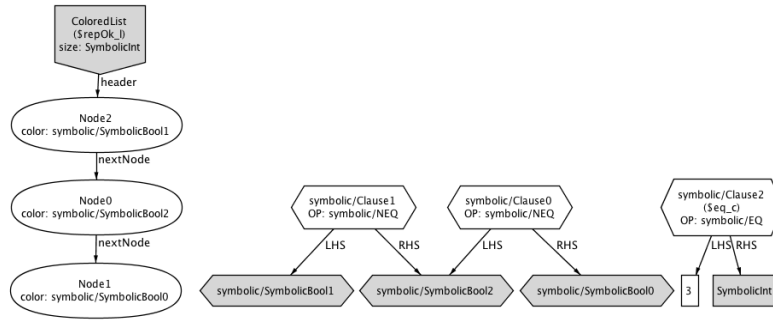 ColoredList
($repOk_l)
size: SymbolicInt
header
Node2
color: symbolic/SymbolicBool1
nextNode
Node0
color: symbolic/SymbolicBool2
nextNode
Node1
color: symbolic/SymbolicBool0
symbolic/Clause1
OP: symbolic/NEQ
LHS
RHS
symbolic/Clause0
OP: symbolic/NEQ
LHS
RHS
symbolic/Clause2
($eq_c)
OP: symbolic/EQ
LHS
RHS
symbolic/SymbolicBool1
symbolic/SymbolicBool2
symbolic/SymbolicBool0
3
SymbolicInt